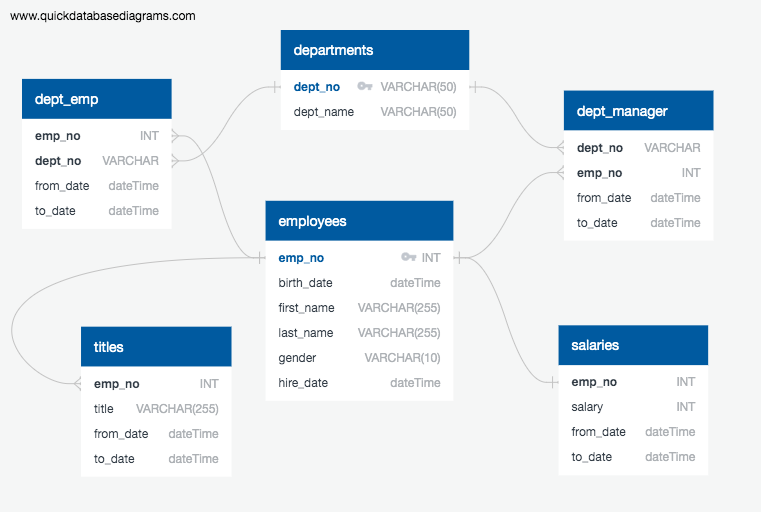 www.quickdatabasediagrams.com
departments
dept_no VARCHAR(50)
dept_name VARCHAR(50)
dept_emp
emp_no INT
dept_no VARCHAR
from_date dateTime
to_date dateTime
dept_manager
dept_no VARCHAR
emp_no INT
from_date dateTime
to_date dateTime
employees
emp_no INT
birth_date dateTime
first_name VARCHAR(255)
last_name VARCHAR(255)
gender VARCHAR(10)
hire_date dateTime
titles
emp_no INT
title VARCHAR(255)
from_date dateTime
to_date dateTime
salaries
emp_no INT
salary INT
from_date dateTime
to_date dateTime